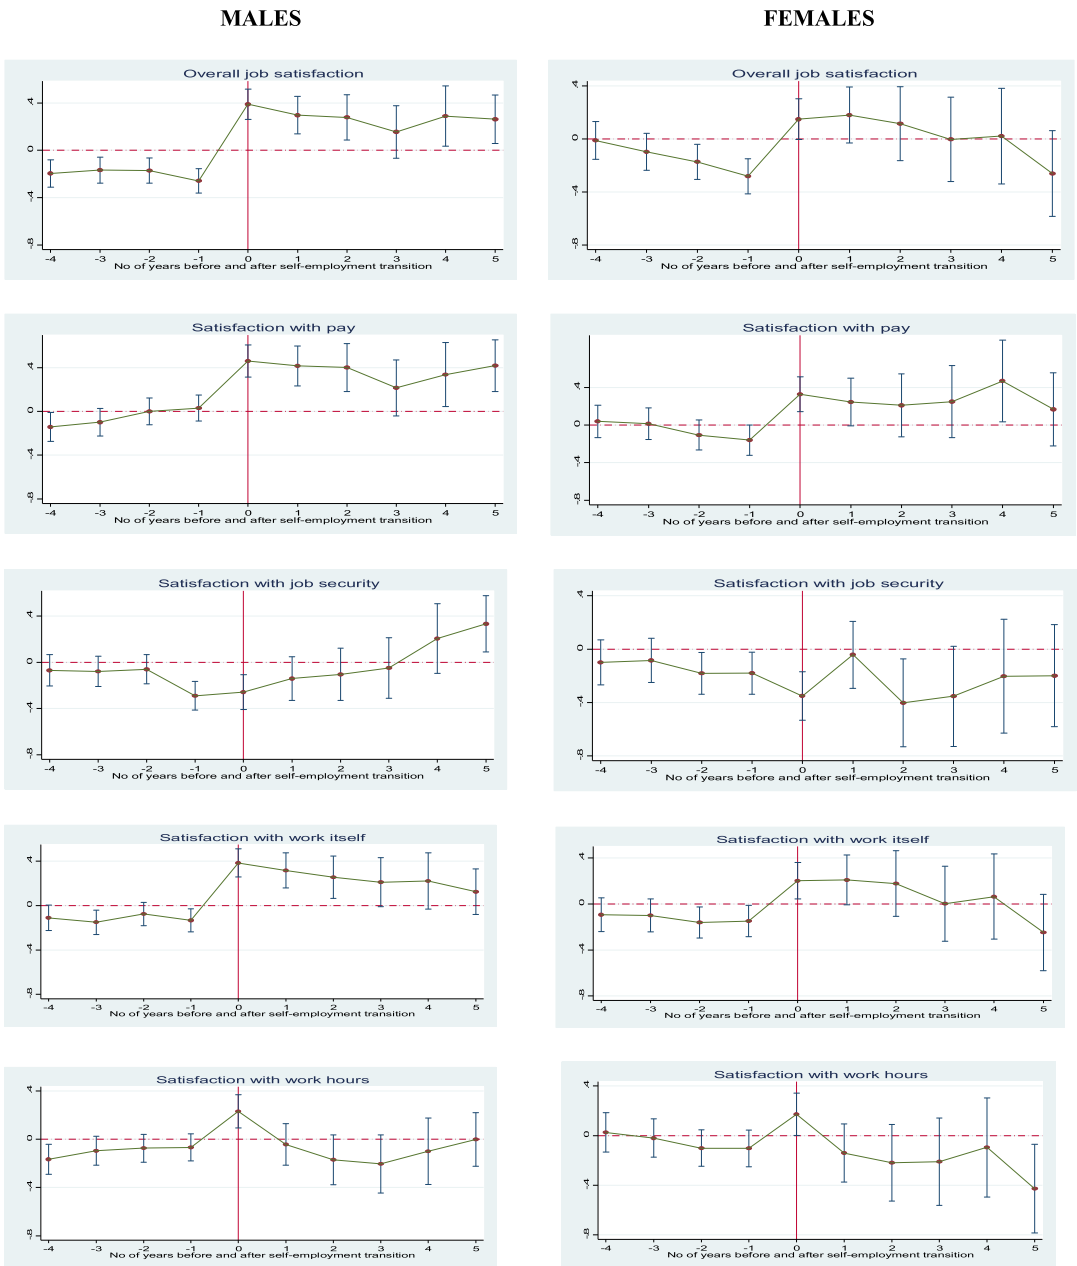 MALES FEMALES
Overall job satisfaction
.4
0
-.4
-.8
-4 -3 -2 -1 0 1 2 3 4 5
No of years before and after self-employment transition
Overall job satisfaction
.4
0
-.4
-.8
-4 -3 -2 -1 0 1 2 3 4 5
No of years before and after self-employment transition
Satisfaction with pay
.4
0
-.4
-.8
-4 -3 -2 -1 0 1 2 3 4 5
No of years before and after self-employment transition
Satisfaction with pay
.4
0
-.4
-.8
-4 -3 -2 -1 0 1 2 3 4 5
No of years before and after self-employment transition
Satisfaction with job security
.4
0
-.4
-.8
-4 -3 -2 -1 0 1 2 3 4 5
No of years before and after self-employment transition
Satisfaction with job security
.4
0
-.4
-.8
-4 -3 -2 -1 0 1 2 3 4 5
No of years before and after self-employment transition
Satisfaction with work itself
.4
0
-.4
-.8
-4 -3 -2 -1 0 1 2 3 4 5
No of years before and after self-employment transition
Satisfaction with work itself
.4
0
-.4
-.8
-4 -3 -2 -1 0 1 2 3 4 5
No of years before and after self-employment transition
Satisfaction with work hours
.4
0
-.4
-.8
-4 -3 -2 -1 0 1 2 3 4 5
No of years before and after self-employment transition
Satisfaction with work hours
.4
0
-.4
-.8
-4 -3 -2 -1 0 1 2 3 4 5
No of years before and after self-employment transition